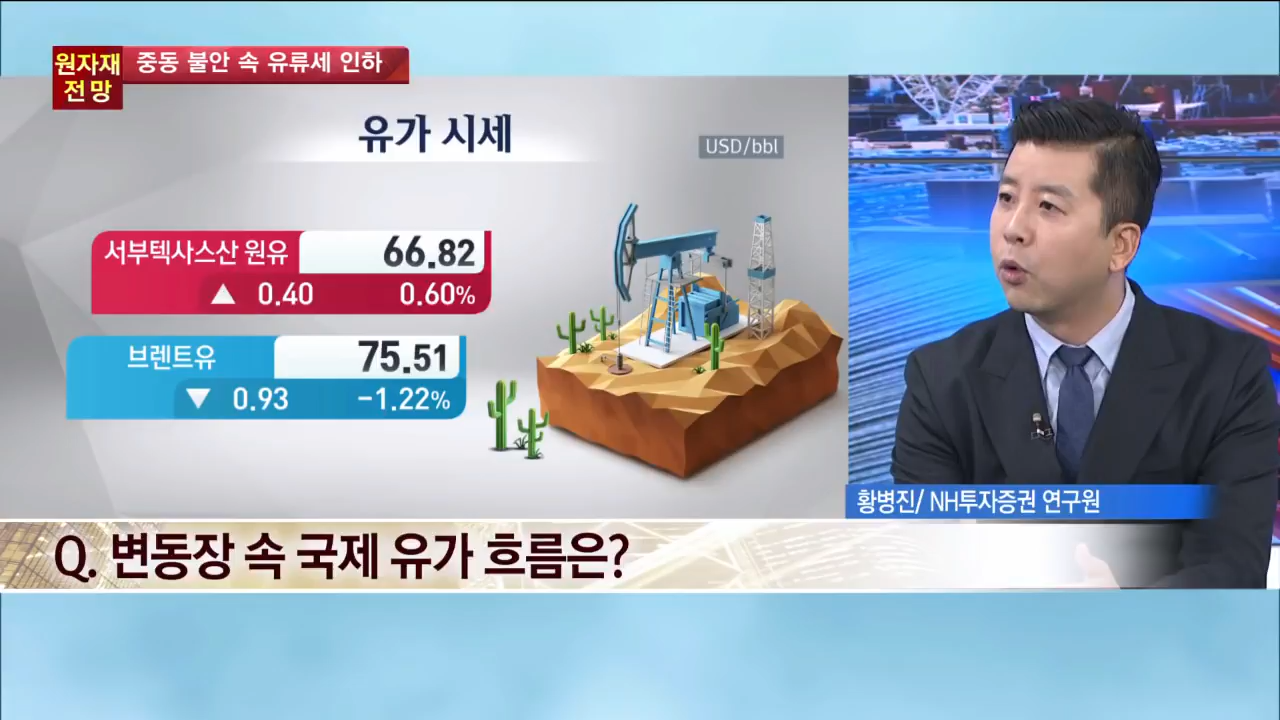 원자재
전망
중동 불안 속 유류세 인하
유가 시세
USD/bbl
서부텍사스산 원유 66.82
▲ 0.40 0.60%
브렌트유 75.51
▼ 0.93 -1.22%
황병진/ NH투자증권 연구원
Q. 변동장 속 국제 유가 흐름은?